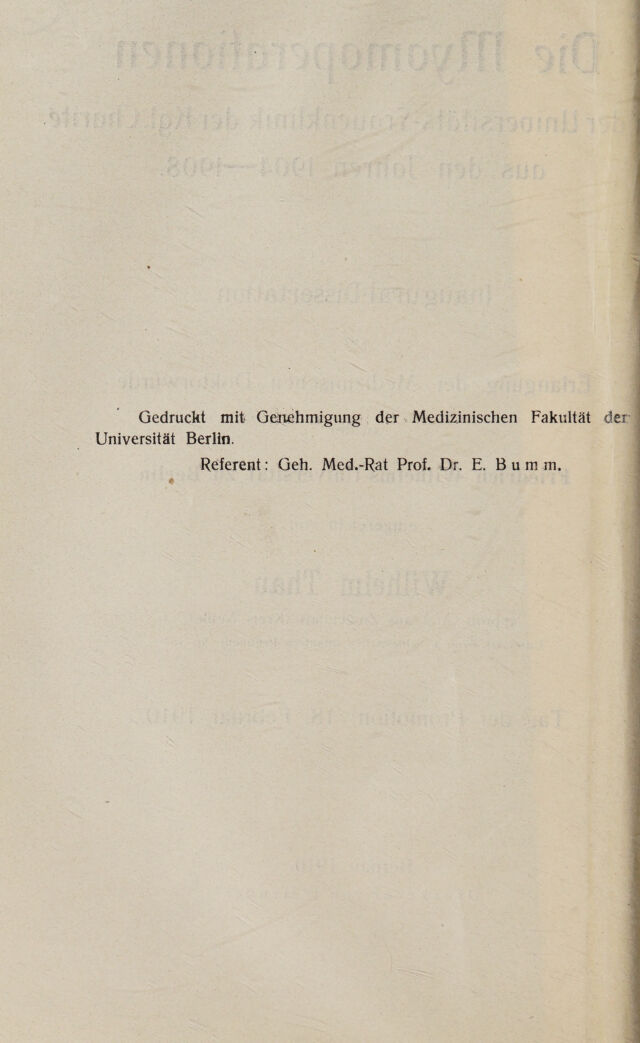 Gedruckt mit Genehmigung der Medizinischen Fakultät der
Universität Berlin.
Referent: Geh. Med.-Rat Prof. Dr. E. Bumm.